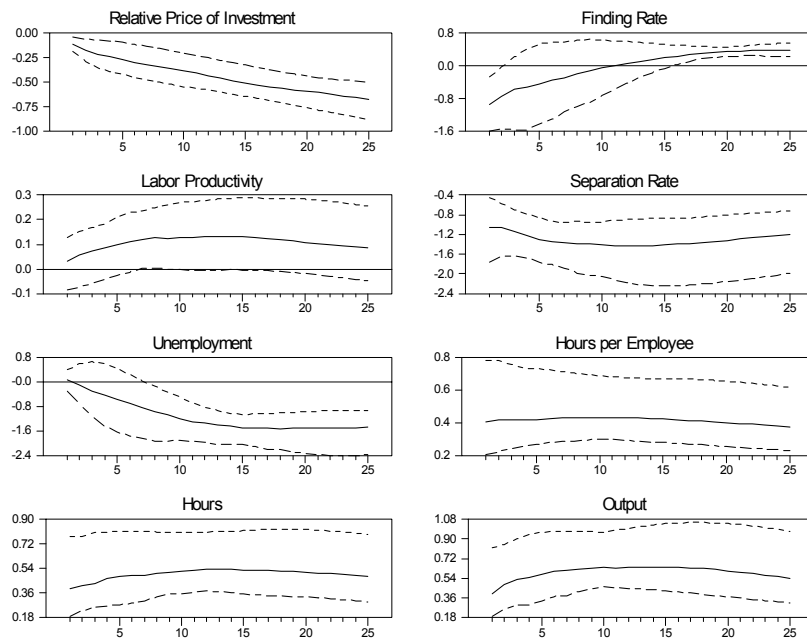 Relative Price of Investment
0.00
-0.25
-0.50
-0.75
-1.00
5 10 15 20 25
Finding Rate
0.8
0.0
-0.8
-1.6
5 10 15 20 25
Labor Productivity
0.3
0.2
0.1
0.0
-0.1
5 10 15 20 25
Separation Rate
-0.4
-0.8
-1.2
-1.6
-2.0
-2.4
5 10 15 20 25
Unemployment
0.8
-0.0
-0.8
-1.6
-2.4
5 10 15 20 25
Hours per Employee
0.8
0.6
0.4
0.2
5 10 15 20 25
Hours
0.90
0.72
0.54
0.36
0.18
5 10 15 20 25
Output
1.08
0.90
0.72
0.54
0.36
0.18
5 10 15 20 25